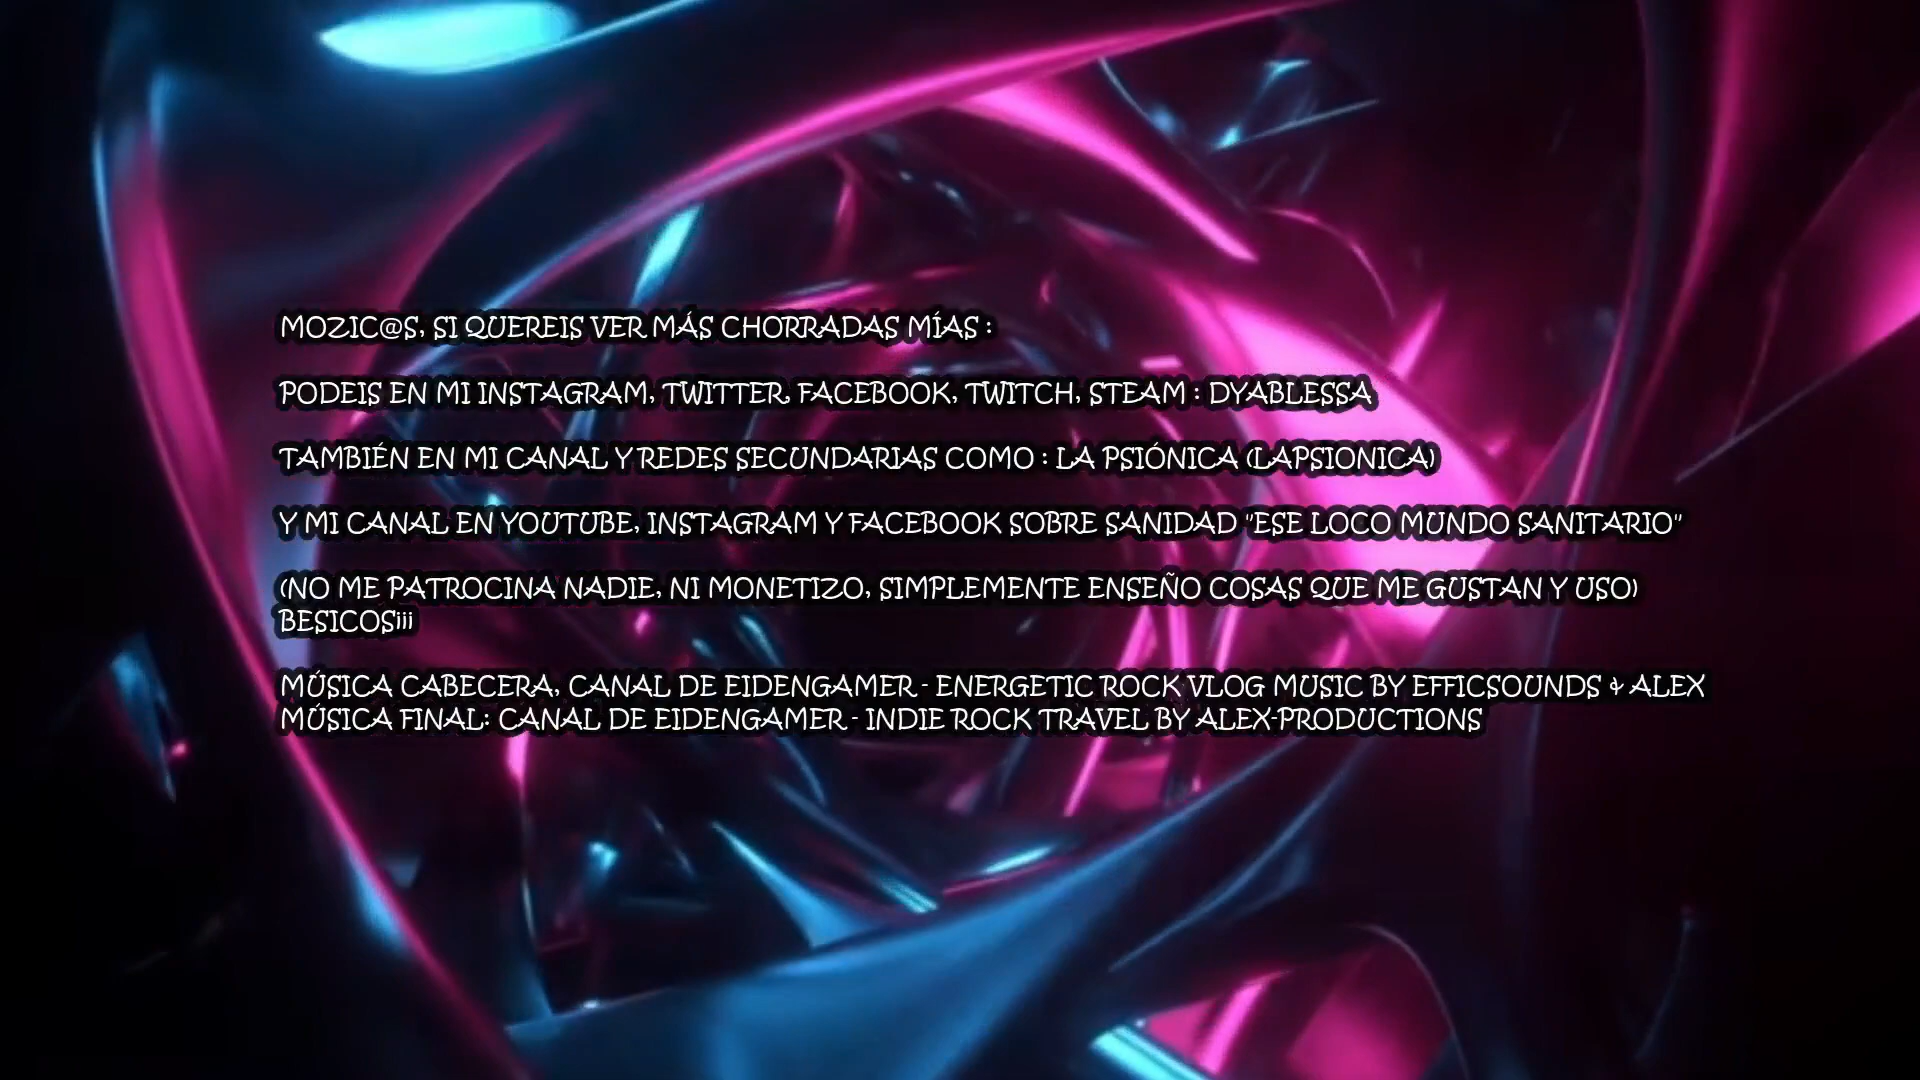 MOZIC@S, SI QUEREIS VER MÁS CHORRADAS MÍAS :
PODEIS EN MI INSTAGRAM, TWITTER, FACEBOOK, TWITCH, STEAM : DYABLESSA
TAMBIÉN EN MI CANAL Y REDES SECUNDARIAS COMO : LA PSIÓNICA (LAPSIONICA)
Y MI CANAL EN YOUTUBE, INSTAGRAM Y FACEBOOK SOBRE SANIDAD "ESE LOCO MUNDO SANITARIO"
(NO ME PATROCINA NADIE, NI MONETIZO, SIMPLEMENTE ENSEÑO COSAS QUE ME GUSTAN Y USO)
BESICOS¡¡¡
MÚSICA CABECERA, CANAL DE EIDENGAMER - ENERGETIC ROCK VLOG MUSIC BY EFFICSOUNDS & ALEX
MÚSICA FINAL: CANAL DE EIDENGAMER - INDIE ROCK TRAVEL BY ALEX-PRODUCTIONS